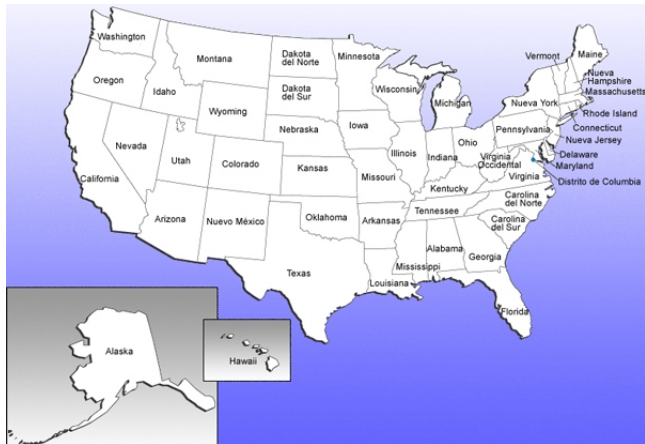 Washington
Oregon
California
Nevada
Idaho
Montana
Wyoming
Utah
Arizona
Colorado
Nuevo México
Dakota
del Norte
Dakota
del Sur
Nebraska
Kansas
Oklahoma
Texas
Minnesota
Iowa
Missouri
Arkansas
Louisiana
Wisconsin
Illinois
Michigan
Indiana
Ohio
Kentucky
Tennessee
Mississippi
Alabama
Georgia
Florida
Carolina
del Sur
Carolina
del Norte
Virginia
Virginia
Occidental
Pennsylvania
Nueva York
Vermont
Maine
Nueva
Hampshire
Massachusetts
Rhode Island
Connecticut
Nueva Jersey
Delaware
Maryland
Distrito de Columbia
Alaska
Hawaii